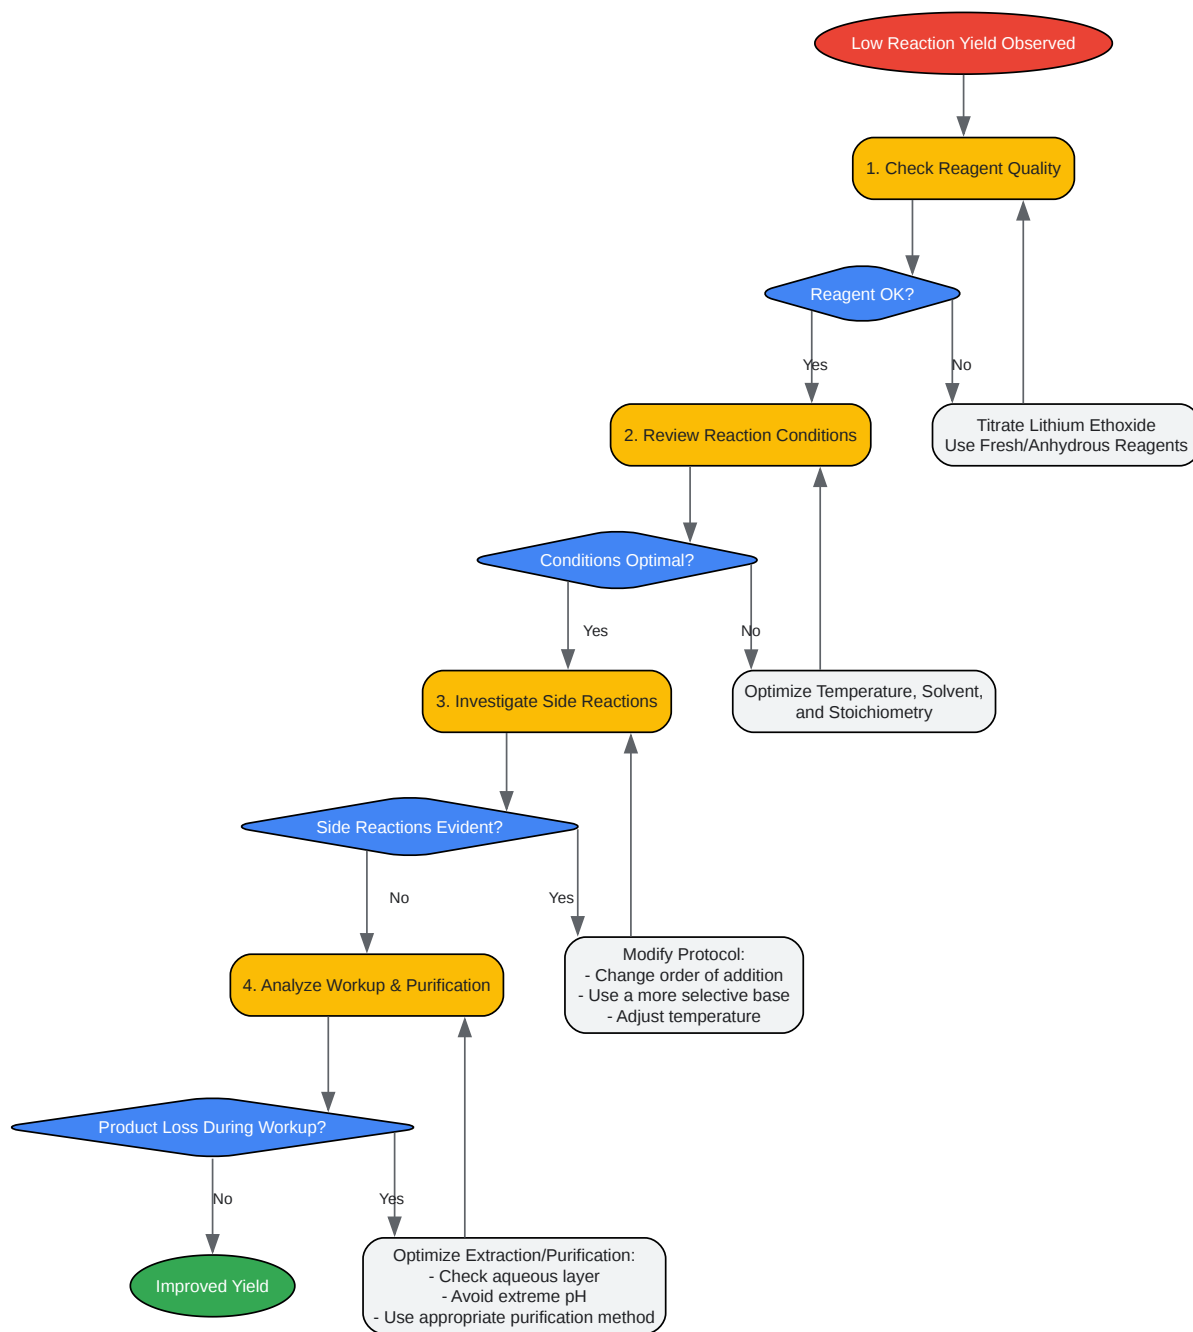 Low Reaction Yield Observed
1. Check Reagent Quality
Reagent OK?
Yes
No
2. Review Reaction Conditions
Titrate Lithium Ethoxide
Use Fresh/Anhydrous Reagents
Conditions Optimal?
Yes
No
3. Investigate Side Reactions
Optimize Temperature, Solvent,
and Stoichiometry
Side Reactions Evident?
No
Yes
4. Analyze Workup & Purification
Modify Protocol:
- Change order of addition
- Use a more selective base
- Adjust temperature
Product Loss During Workup?
No
Yes
Improved Yield
Optimize Extraction/Purification:
- Check aqueous layer
- Avoid extreme pH
- Use appropriate purification method